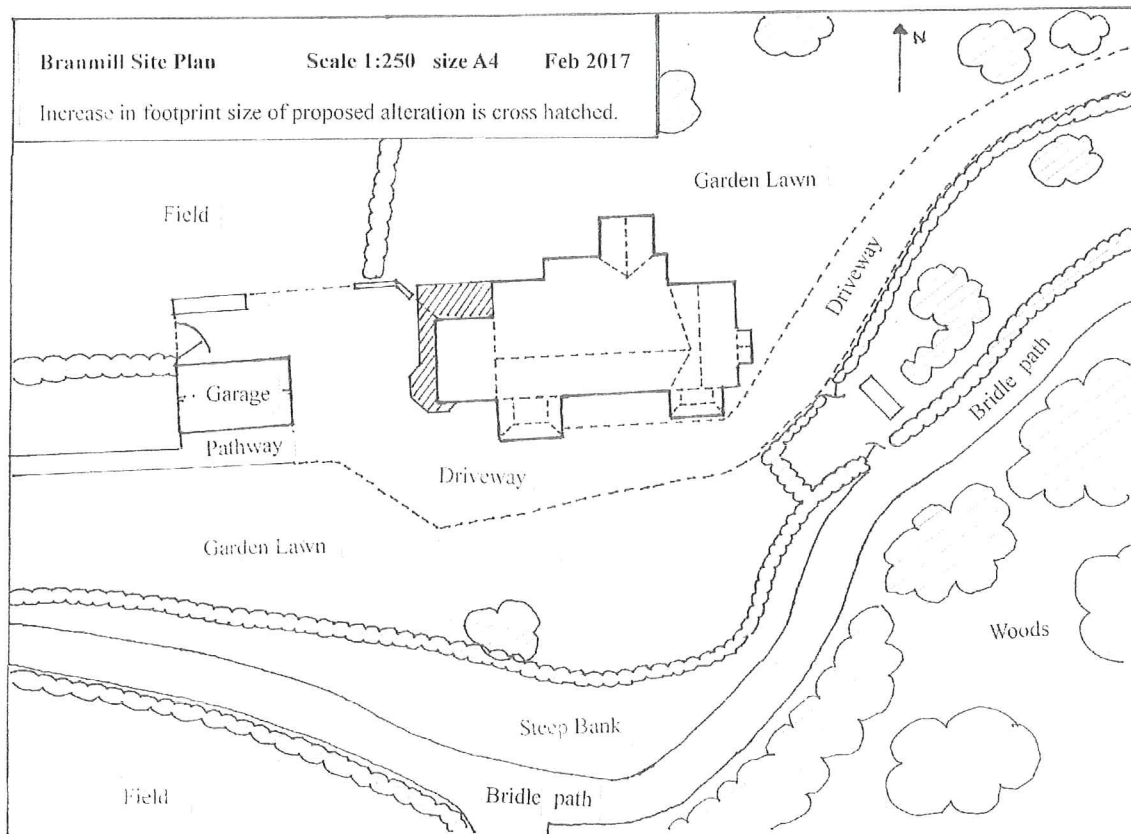 Branmill Site Plan Scale 1:250 size A4 Feb 2017
Increase in footprint size of proposed alteration is cross hatched.
N
Garden Lawn
Field
Driveway
Bridle path
Garage
Pathway
Driveway
Garden Lawn
Woods
Steep Bank
Field
Bridle path